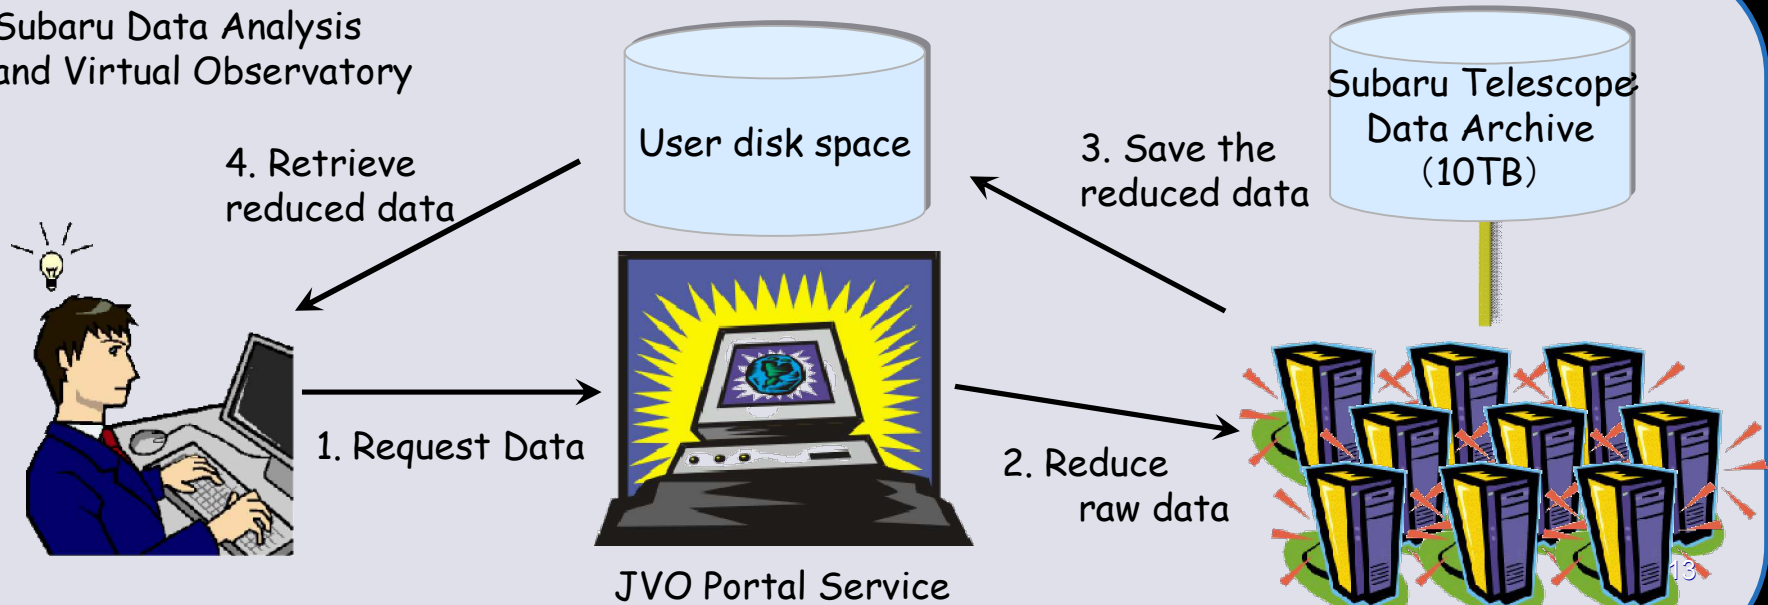 Subaru Data Analysis
and Virtual Observatory
User disk space
Subaru Telescope
Data Archive
(10TB)
4. Retrieve
reduced data
3. Save the
reduced data
1. Request Data
2. Reduce
raw data
JVO Portal Service
13